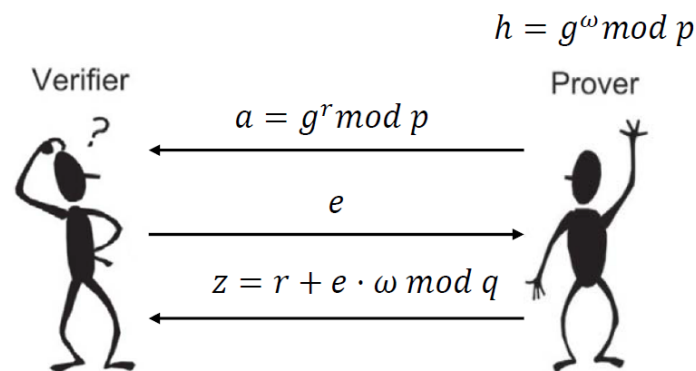 h = g^ω mod p
Verifier
Prover
?
a = g^r mod p
e
z = r + e · ω mod q